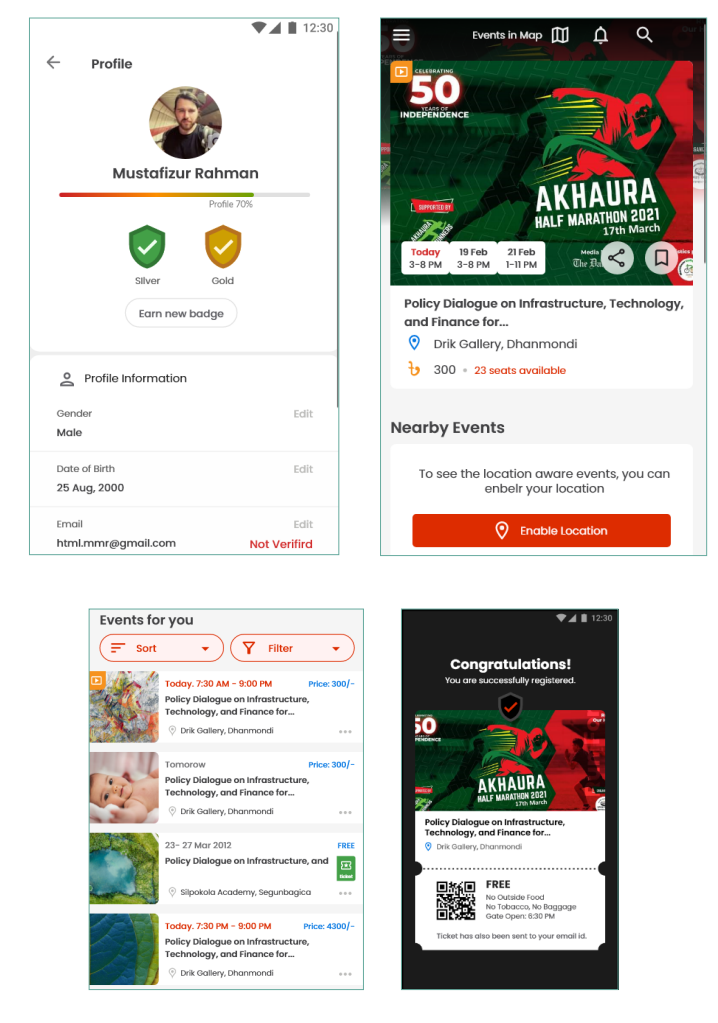 12:30
Profile
Mustafizur Rahman
Profile 70%
Silver
Gold
Earn new badge
Profile Information
Gender
Edit
Male
Date of Birth
Edit
25 Aug, 2000
Email
Edit
html.mmr@gmail.com
Not Verifird
Events in Map
CELEBRATING
50
YEARS OF
INDEPENDENCE
SUPPORTED BY
AKHAURA
RUNNERS
AKHAURA
HALF MARATHON 2021
17th March
Today
3-8 PM
19 Feb
3-8 PM
21 Feb
1-11 PM
Media
The Da
Policy Dialogue on Infrastructure, Technology,
and Finance for...
Drik Gallery, Dhanmondi
৳ 300 • 23 seats available
Nearby Events
To see the location aware events, you can
enbelr your location
Enable Location
Events for you
Sort
Filter
Today. 7:30 AM - 9:00 PM
Price: 300/-
Policy Dialogue on Infrastructure,
Technology, and Finance for...
Drik Gallery, Dhanmondi
Tomorow
Price: 300/-
Policy Dialogue on Infrastructure,
Technology, and Finance for...
Drik Gallery, Dhanmondi
23- 27 Mar 2012
FREE
Policy Dialogue on Infrastructure, and
ticket
Silpokola Academy, Segunbagica
Today. 7:30 PM - 9:00 PM
Price: 4300/-
Policy Dialogue on Infrastructure,
Technology, and Finance for...
Drik Gallery, Dhanmondi
12:30
Congratulations!
You are successfully registered.
50
AKHAURA
HALF MARATHON 2021
17th March
Policy Dialogue on Infrastructure,
Technology, and Finance for...
Drik Gallery, Dhanmondi
FREE
No Outside Food
No Tobacco, No Baggage
Gate Open: 6:30 PM
Ticket has also been sent to your email id.